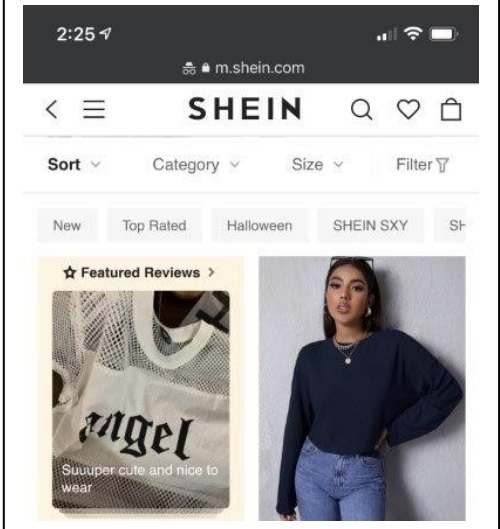 2:25
m.shein.com
SHEIN
Sort Category Size Filter
New Top Rated Halloween SHEIN SXY SH
Featured Reviews >
angel
Suuuper cute and nice to
wear